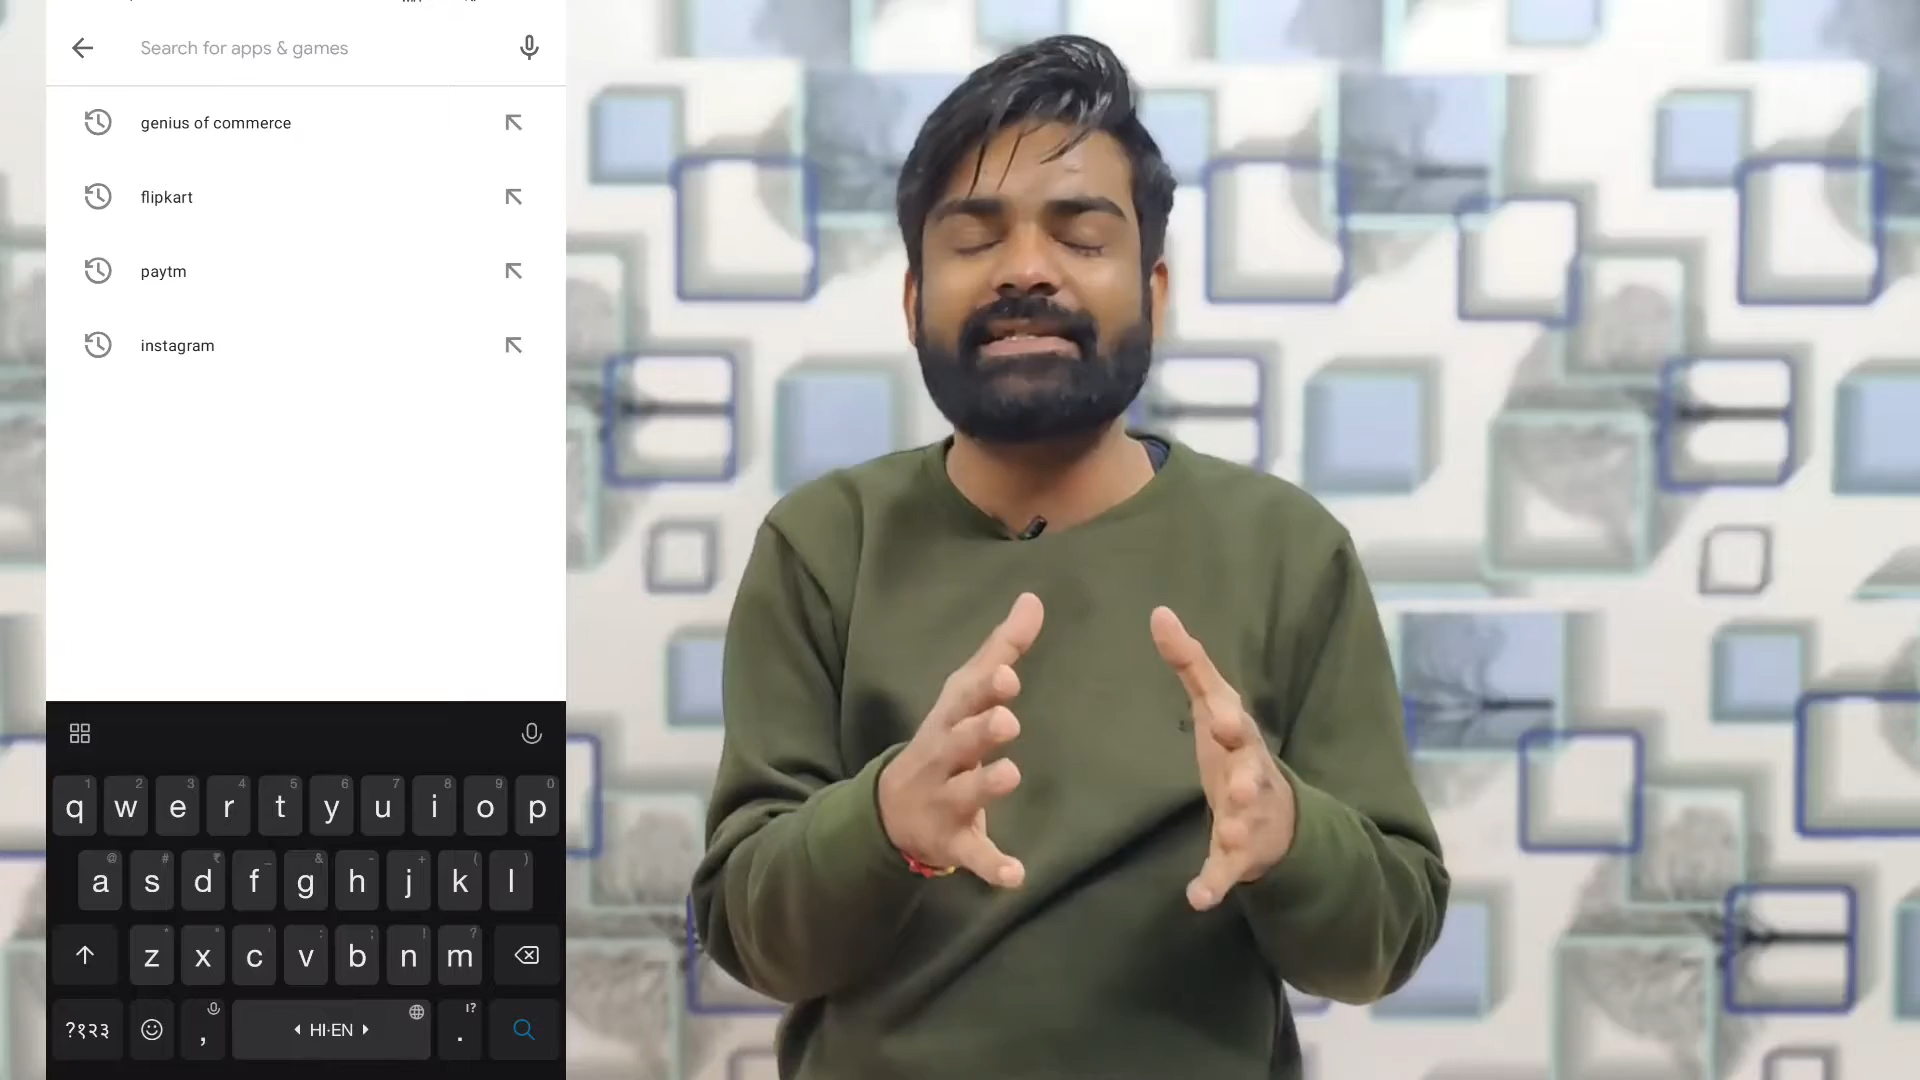 Search for apps & games
genius of commerce
flipkart
paytm
instagram
1 2 3 4 5 6 7 8 9 0
q w e r t y u i o p
@ # ₹ _ & - + ( )
a s d f g h j k l
* " ' : ; ! ?
z x c v b n m
?१२३ , HI·EN . !?